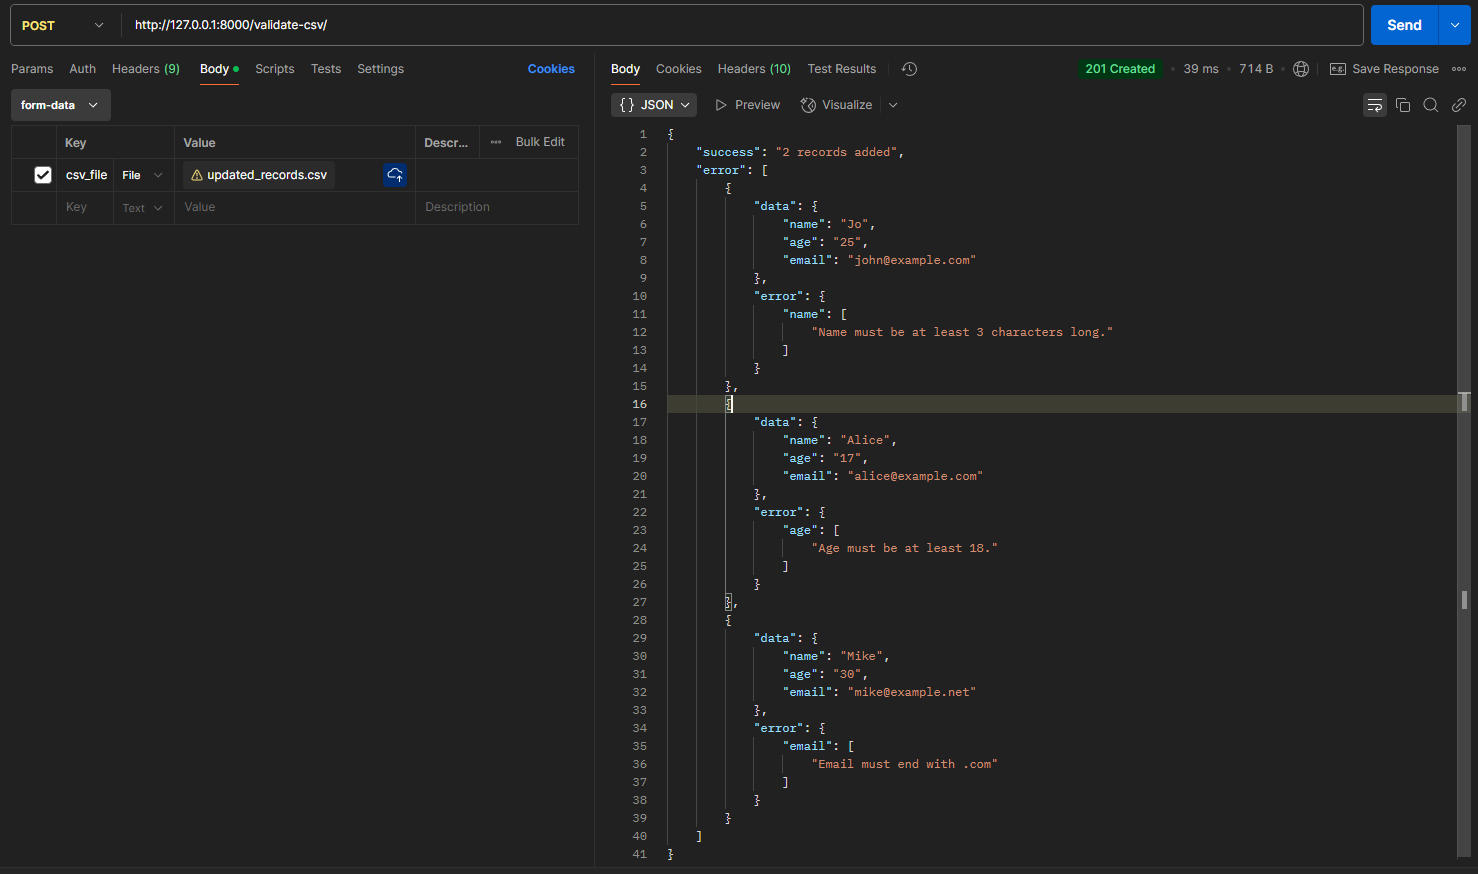 POST http://127.0.0.1:8000/validate-csv/ Send
Params Auth Headers (9) Body Scripts Tests Settings Cookies
form-data
Key Value Descr... Bulk Edit
csv_file File updated_records.csv
Key Text Value Description
Body Cookies Headers (10) Test Results 201 Created 39 ms 714 B e.g. Save Response
{} JSON Preview Visualize
1 {
2 "success": "2 records added",
3 "error": [
4 {
5 "data": {
6 "name": "Jo",
7 "age": "25",
8 "email": "john@example.com"
9 },
10 "error": {
11 "name": [
12 "Name must be at least 3 characters long."
13 ]
14 }
15 },
16 {
17 "data": {
18 "name": "Alice",
19 "age": "17",
20 "email": "alice@example.com"
21 },
22 "error": {
23 "age": [
24 "Age must be at least 18."
25 ]
26 }
27 },
28 {
29 "data": {
30 "name": "Mike",
31 "age": "30",
32 "email": "mike@example.net"
33 },
34 "error": {
35 "email": [
36 "Email must end with .com"
37 ]
38 }
39 }
40 ]
41 }